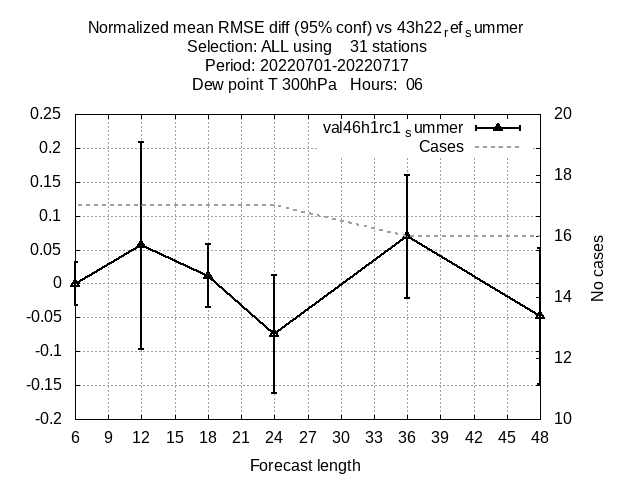 Normalized mean RMSE diff (95% conf) vs 43h22ᵣefₛummer
Selection: ALL using    31 stations
Period: 20220701-20220717
Dew point T 300hPa   Hours:  06
val46h1rc1 ₛummer
Cases
0.25
0.2
0.15
0.1
0.05
0
-0.05
-0.1
-0.15
-0.2
20
18
16
14
12
10
No cases
6 9 12 15 18 21 24 27 30 33 36 39 42 45 48
Forecast length